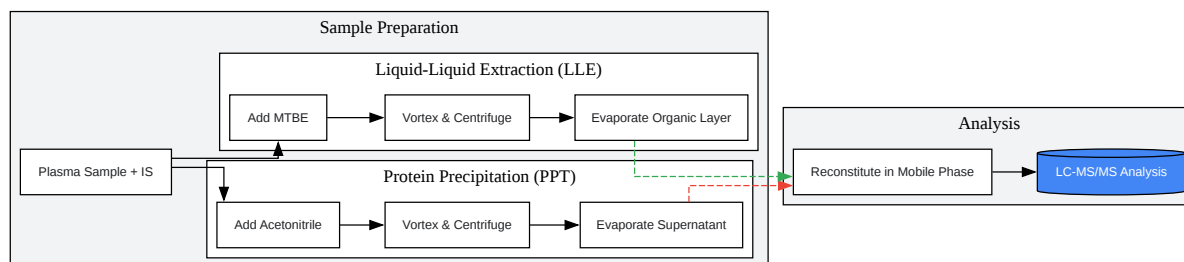 Sample Preparation
Liquid-Liquid Extraction (LLE)
Add MTBE
Vortex & Centrifuge
Evaporate Organic Layer
Plasma Sample + IS
Protein Precipitation (PPT)
Add Acetonitrile
Vortex & Centrifuge
Evaporate Supernatant
Analysis
Reconstitute in Mobile Phase
LC-MS/MS Analysis